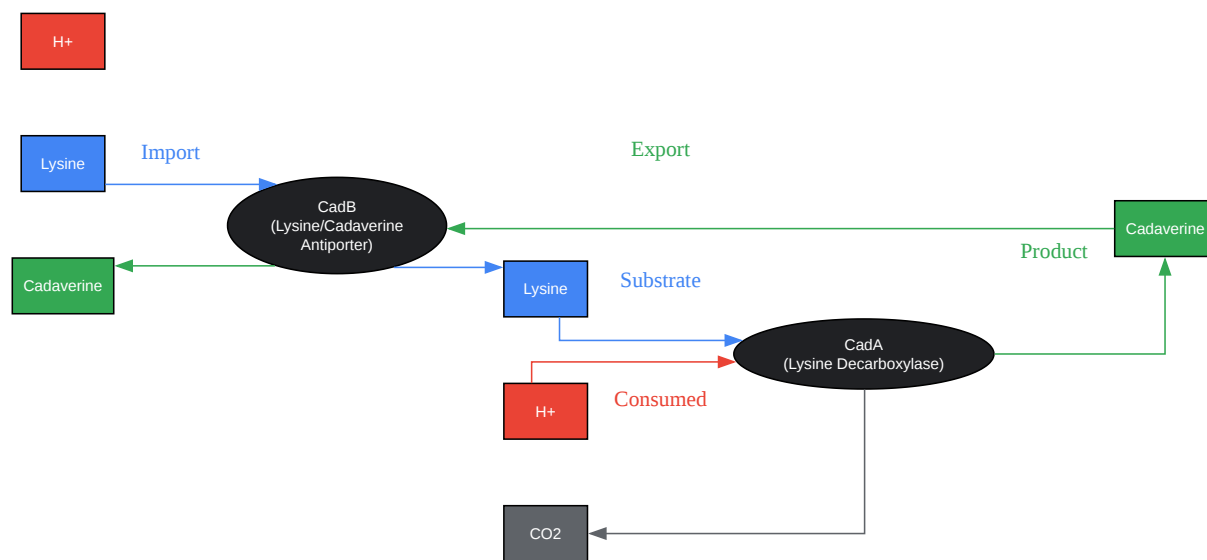 H+
Lysine
Import
Export
CadB
(Lysine/Cadaverine
Antiporter)
Cadaverine
Product
Cadaverine
Lysine
Substrate
CadA
(Lysine Decarboxylase)
H+
Consumed
CO2